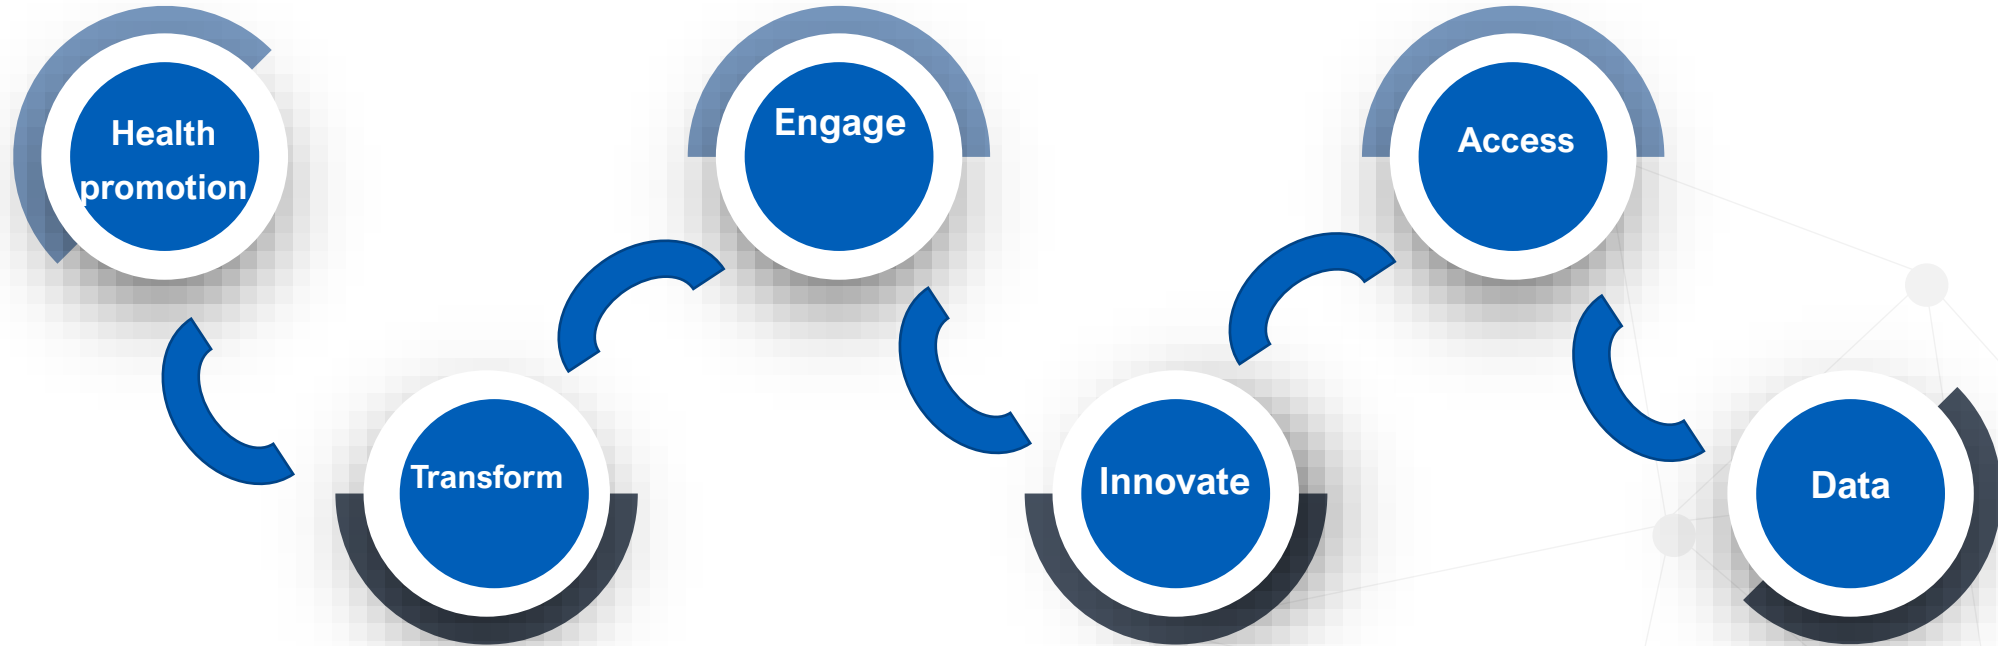 Health
promotion
Transform
Engage
Innovate
Access
Data